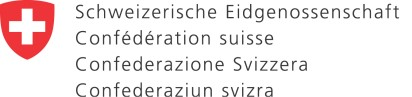 Schweizerische Eidgenossenschaft
Confédération suisse
Confederazione Svizzera
Confederaziun svizra